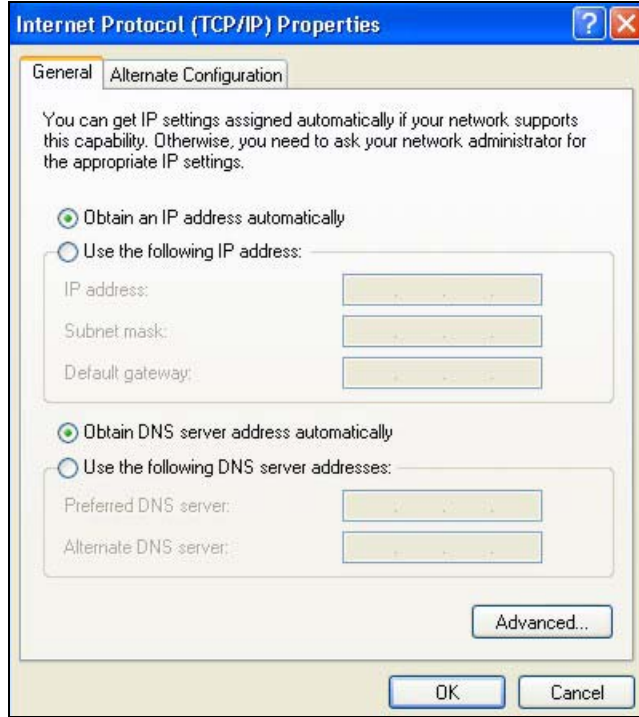 Internet Protocol (TCP/IP) Properties
General
Alternate Configuration
You can get IP settings assigned automatically if your network supports
this capability. Otherwise, you need to ask your network administrator for
the appropriate IP settings.
Obtain an IP address automatically
Use the following IP address:
IP address:
Subnet mask:
Default gateway:
Obtain DNS server address automatically
Use the following DNS server addresses:
Preferred DNS server:
Alternate DNS server:
Advanced...
OK
Cancel